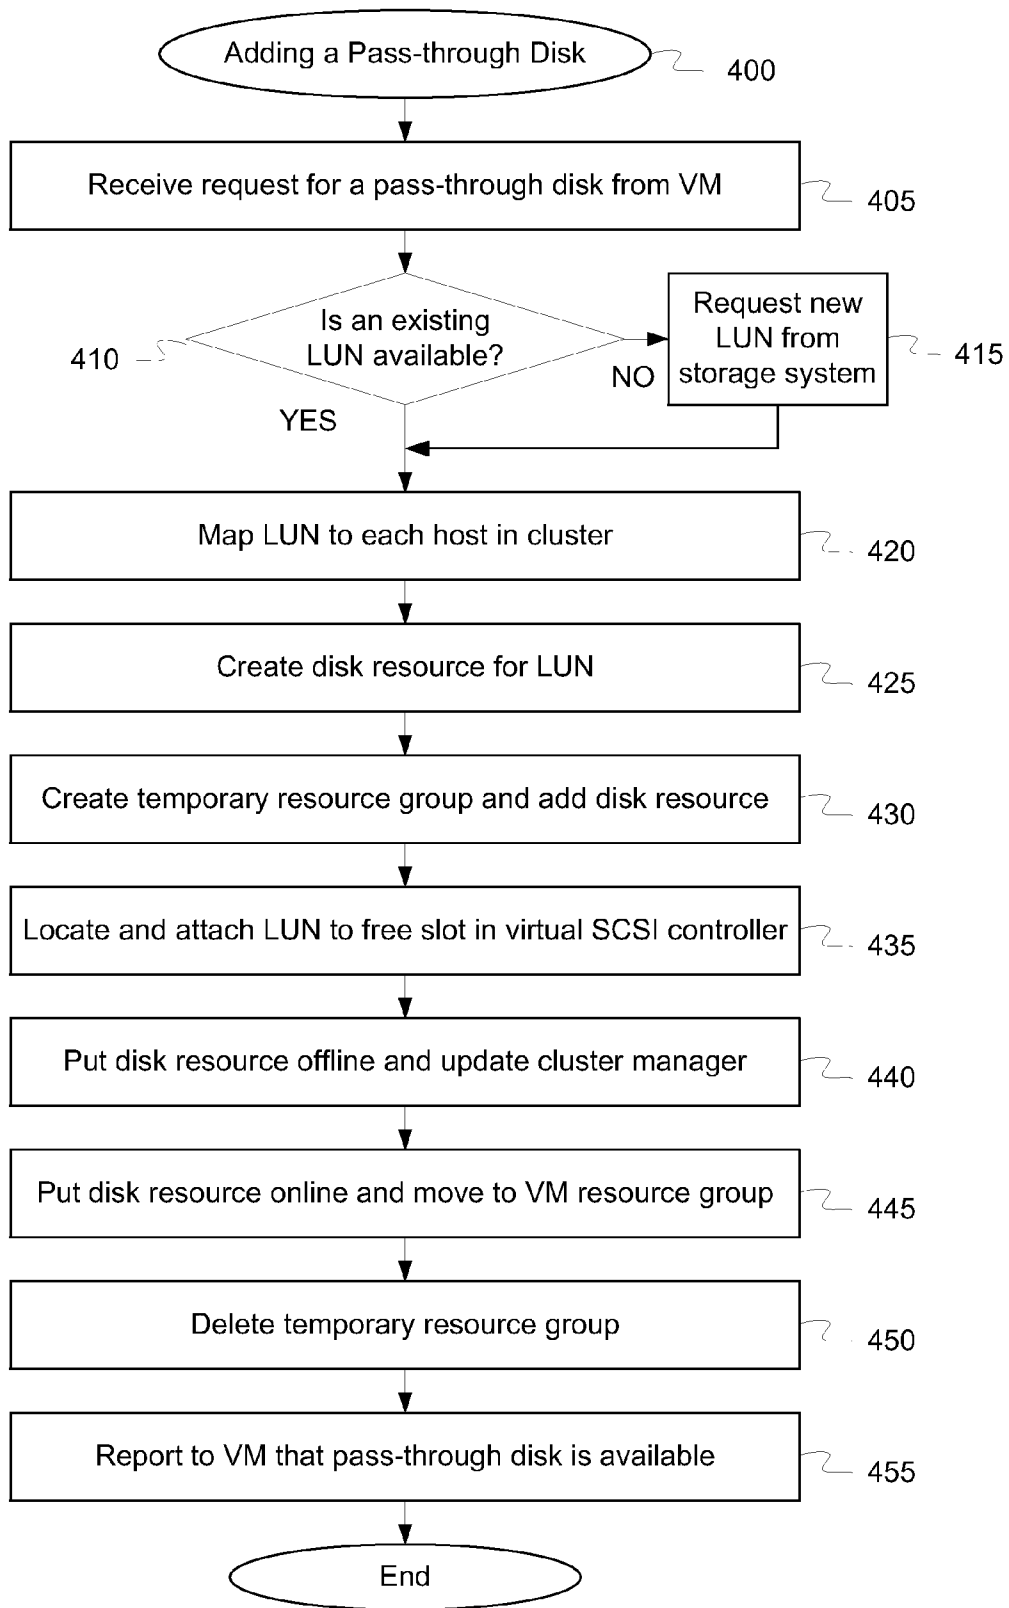 Adding a Pass-through Disk
400
Receive request for a pass-through disk from VM
405
Is an existing
LUN available?
410
NO
YES
Request new
LUN from
storage system
415
Map LUN to each host in cluster
420
Create disk resource for LUN
425
Create temporary resource group and add disk resource
430
Locate and attach LUN to free slot in virtual SCSI controller
435
Put disk resource offline and update cluster manager
440
Put disk resource online and move to VM resource group
445
Delete temporary resource group
450
Report to VM that pass-through disk is available
455
End